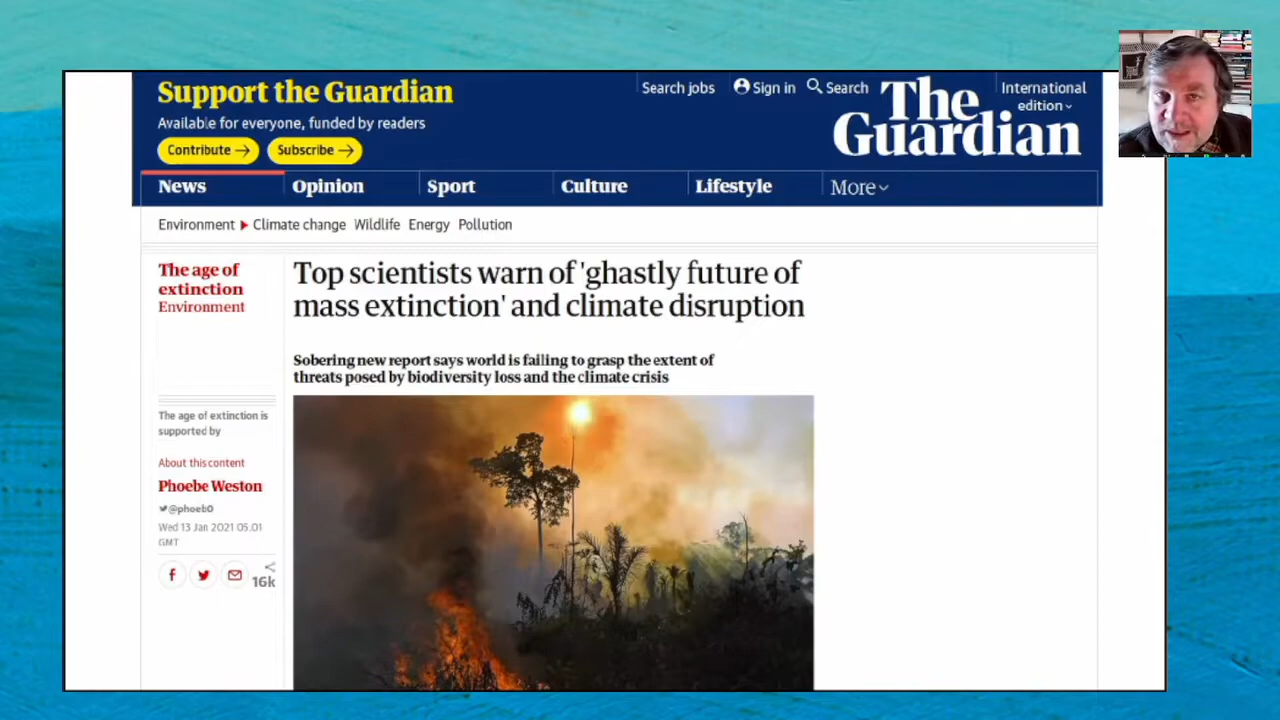 Support the Guardian
Available for everyone, funded by readers
Contribute →
Subscribe →
Search jobs
Sign in
Search
The
Guardian
International
edition
News
Opinion
Sport
Culture
Lifestyle
More
Environment ▶ Climate change Wildlife Energy Pollution
The age of
extinction
Environment
Top scientists warn of 'ghastly future of
mass extinction' and climate disruption
Sobering new report says world is failing to grasp the extent of
threats posed by biodiversity loss and the climate crisis
The age of extinction is
supported by
About this content
Phoebe Weston
@phoeb0
Wed 13 Jan 2021 05.01
GMT
16k